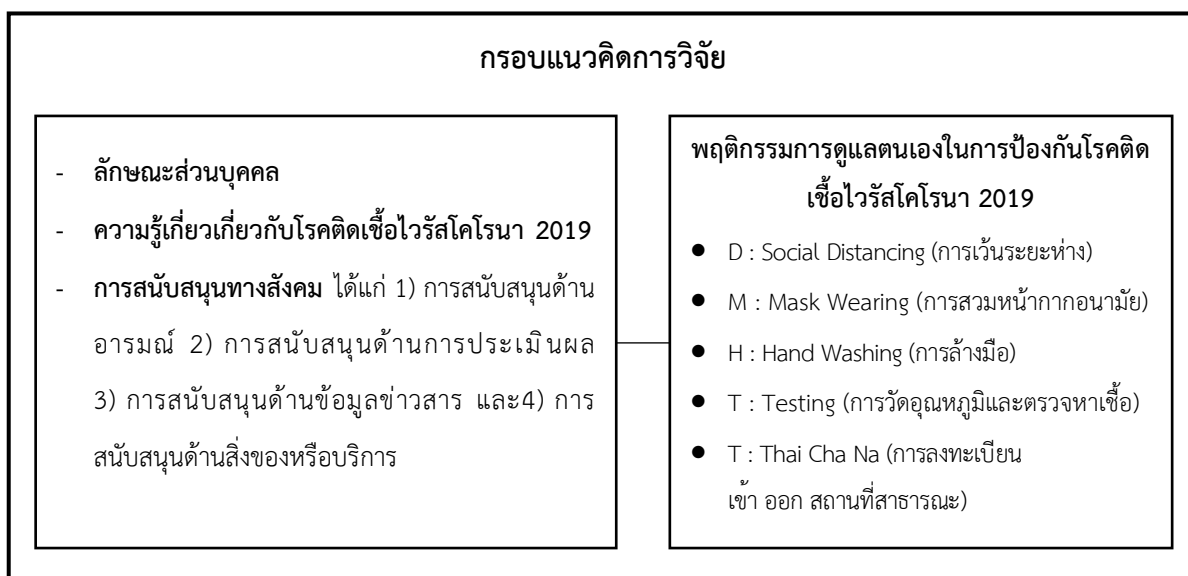 กรอบแนวคิดการวิจัย
- ลักษณะส่วนบุคคล
- ความรู้เกี่ยวเกี่ยวกับโรคติดเชื้อไวรัสโคโรนา 2019
- การสนับสนุนทางสังคม ได้แก่ 1) การสนับสนุนด้าน
อารมณ์ 2) การสนับสนุนด้านการประเมินผล
3) การสนับสนุนด้านข้อมูลข่าวสาร และ4) การ
สนับสนุนด้านสิ่งของหรือบริการ
พฤติกรรมการดูแลตนเองในการป้องกันโรคติด
เชื้อไวรัสโคโรนา 2019
● D : Social Distancing (การเว้นระยะห่าง)
● M : Mask Wearing (การสวมหน้ากากอนามัย)
● H : Hand Washing (การล้างมือ)
● T : Testing (การวัดอุณหภูมิและตรวจหาเชื้อ)
● T : Thai Cha Na (การลงทะเบียน
เข้า ออก สถานที่สาธารณะ)